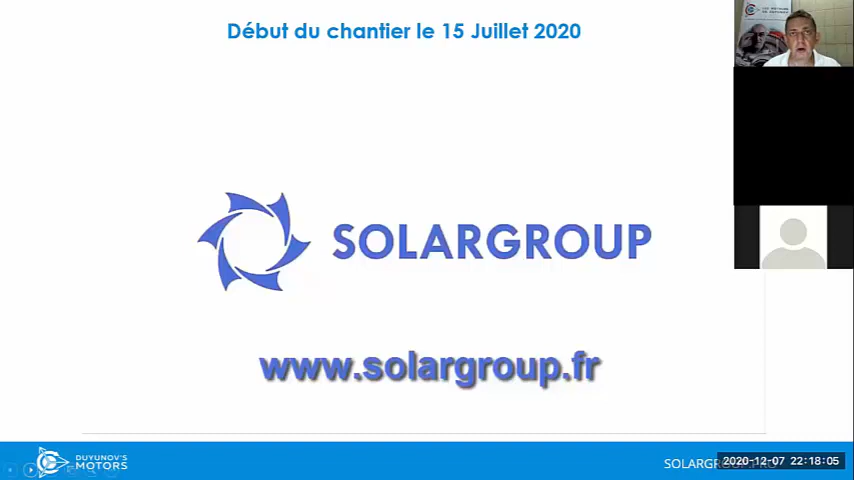 Début du chantier le 15 Juillet 2020
SOLARGROUP
www.solargroup.fr
DUYUNOV'S
MOTORS
2020-12-07 22:18:05